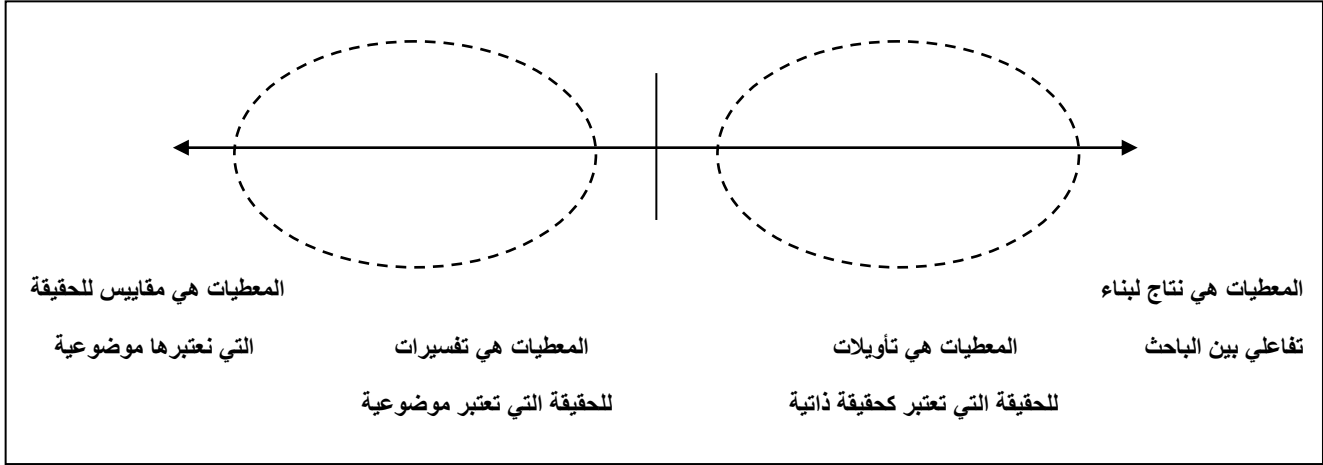 المعطيات هي نتاج لبناء
تفاعلي بين الباحث
المعطيات هي تأويلات
للحقيقة التي تعتبر كحقيقة ذاتية
المعطيات هي تفسيرات
للحقيقة التي تعتبر موضوعية
المعطيات هي مقاييس للحقيقة
التي نعتبرها موضوعية